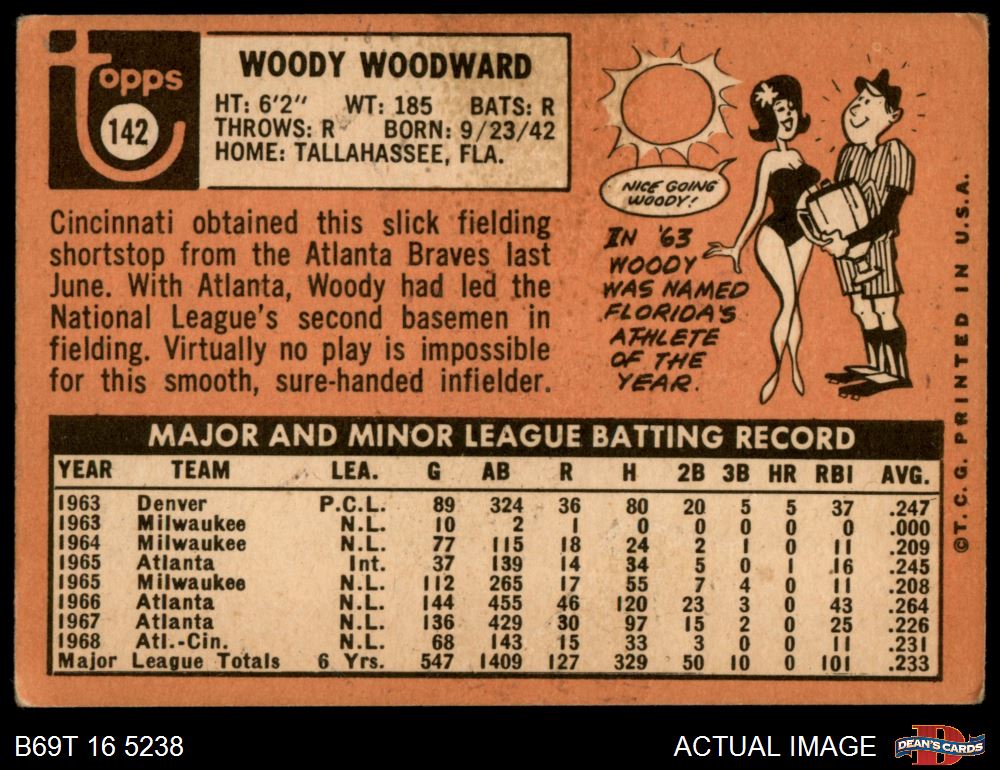 topps
142
WOODY WOODWARD
HT: 6'2" WT: 185 BATS: R
THROWS: R BORN: 9/23/42
HOME: TALLAHASSEE, FLA.
Cincinnati obtained this slick fielding
shortstop from the Atlanta Braves last
June. With Atlanta, Woody had led the
National League's second basemen in
fielding. Virtually no play is impossible
for this smooth, sure-handed infielder.
NICE GOING
WOODY!
IN '63
WOODY
WAS NAMED
FLORIDA'S
ATHLETE
OF THE
YEAR.
MAJOR AND MINOR LEAGUE BATTING RECORD
YEAR TEAM LEA. G AB R H 2B 3B HR RBI AVG.
1963 Denver P.C.L. 89 324 36 80 20 5 5 37 .247
1963 Milwaukee N.L. 10 2 1 0 0 0 0 0 .000
1964 Milwaukee N.L. 77 115 18 24 2 1 0 11 .209
1965 Atlanta Int. 37 139 14 34 5 0 1 16 .245
1965 Milwaukee N.L. 112 265 17 55 7 4 0 11 .208
1966 Atlanta N.L. 144 455 46 120 23 3 0 43 .264
1967 Atlanta N.L. 136 429 30 97 15 2 0 25 .226
1968 Atl.-Cin. N.L. 68 143 15 33 3 0 0 11 .231
Major League Totals 6 Yrs. 547 1409 127 329 50 10 0 101 .233
©T.C.G. PRINTED IN U.S.A.
B69T 16 5238
ACTUAL IMAGE
DEAN'S CARDS